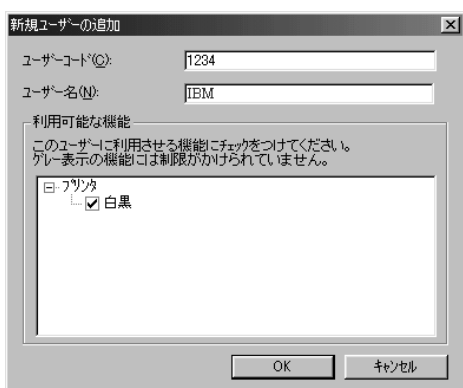 新規ユーザーの追加
ユーザーコード(C):
1234
ユーザー名(N):
IBM
利用可能な機能
このユーザーに利用させる機能にチェックをつけてください。
グレー表示の機能には制限がかけられていません。
プリンタ
白黒
OK
キャンセル